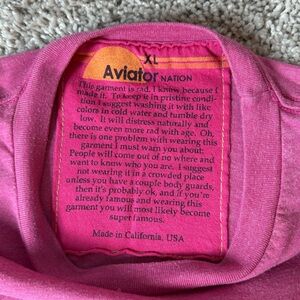 XL
Aviator NATION
This garment is rad. I know because I
made it. To keep it in pristine condi-
tion I suggest washing it with like
colors in cold water and tumble dry
low. It will distress naturally and
become even more rad with age. Oh,
there is one problem with wearing this
garment I must warn you about:
People will come out of no where and
want to know who you are. I suggest
not wearing it in a crowded place
unless you have a couple body guards,
then it's probably ok, and if you're
already famous and wearing this
garment you will most likely become
super famous.
Made in California, USA